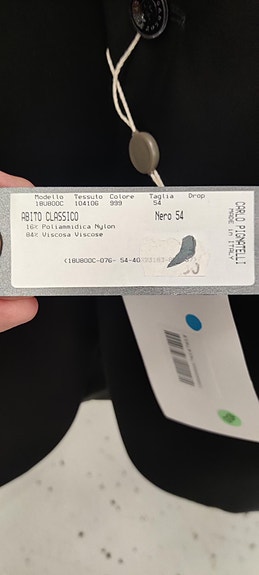 Modello Tessuto Colore Taglia Drop
18U800C 104106 999 54
ABITO CLASSICO Nero 54
16% Poliammidica Nylon
84% Viscosa Viscose
(18U800C-076- 54-40
CARLO PIGNATELLI
MADE IN ITALY